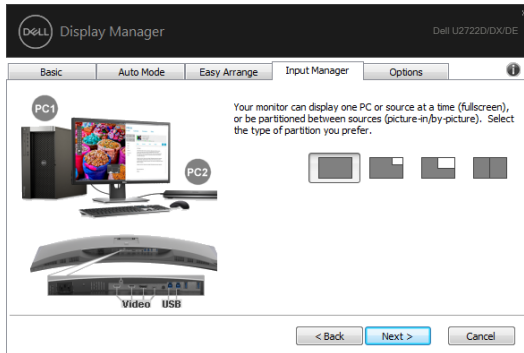 DELL Display Manager
Dell U2722D/DX/DE
Basic
Auto Mode
Easy Arrange
Input Manager
Options
PC1
PC2
Your monitor can display one PC or source at a time (fullscreen),
or be partitioned between sources (picture-in/by-picture). Select
the type of partition you prefer.
Video USB
< Back
Next >
Cancel